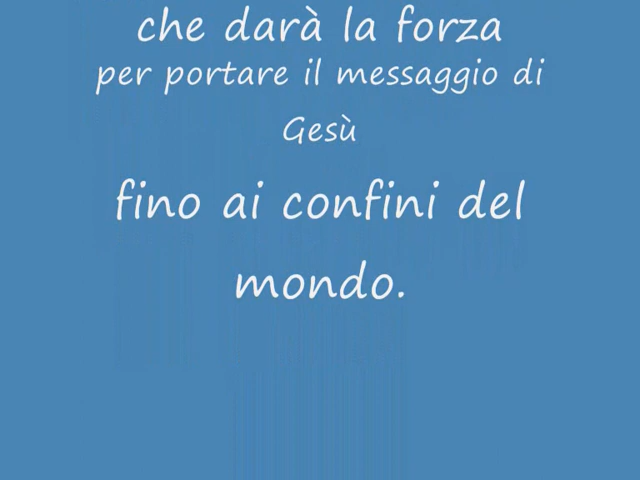 che darà la forza
per portare il messaggio di
Gesù
fino ai confini del
mondo.